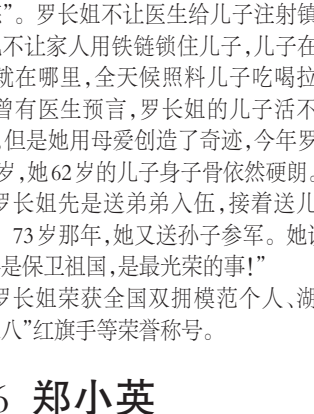 ”。罗长姐不让医生给儿子注射镇
不让家人用铁链锁住儿子,儿子在
就在哪里,全天候照料儿子吃喝拉
曾有医生预言,罗长姐的儿子活不
但是她用母爱创造了奇迹,今年罗
岁,她62岁的儿子身子骨依然硬朗。
罗长姐先是送弟弟入伍,接着送儿
73岁那年,她又送孙子参军。她
是保卫祖国,是最光荣的事!”
罗长姐荣获全国双拥模范个人、湖
八”红旗手等荣誉称号。
6 郑小英